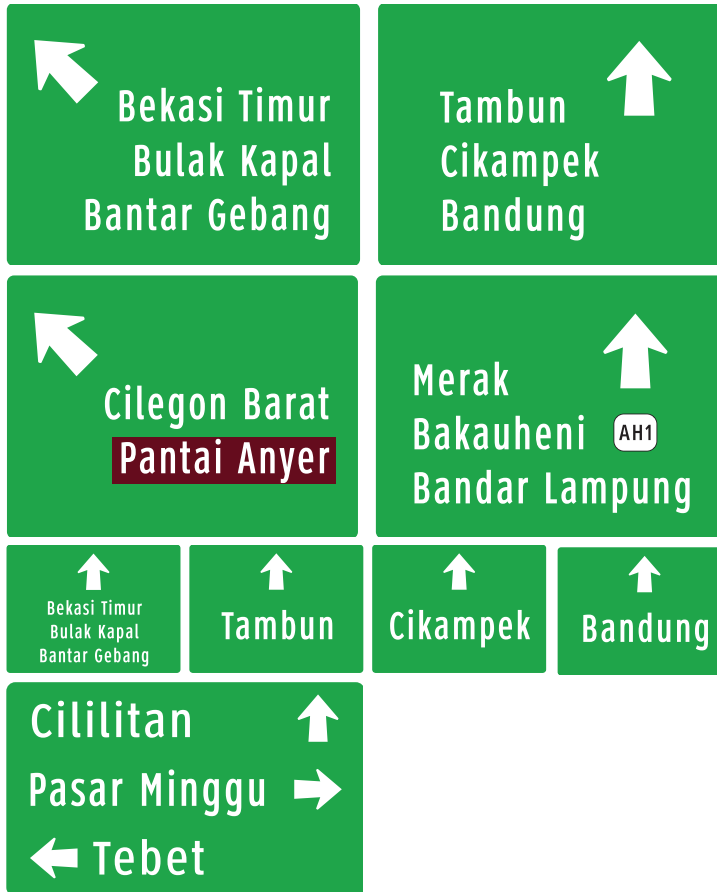 Bekasi Timur
Bulak Kapal
Bantar Gebang
Tambun
Cikampek
Bandung
Cilegon Barat
Pantai Anyer
Merak
Bakauheni AH1
Bandar Lampung
Bekasi Timur
Bulak Kapal
Bantar Gebang
Tambun
Cikampek
Bandung
Cililitan
Pasar Minggu
Tebet